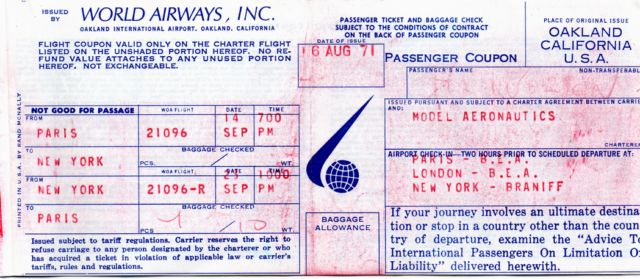 ISSUED BY WORLD AIRWAYS, INC.
OAKLAND INTERNATIONAL AIRPORT, OAKLAND, CALIFORNIA
FLIGHT COUPON VALID ONLY ON THE CHARTER FLIGHT
LISTED ON THE UNSHADED PORTION HEREOF. NO RE-
FUND VALUE ATTACHES TO ANY UNUSED PORTION
HEREOF. NOT EXCHANGEABLE.
PASSENGER TICKET AND BAGGAGE CHECK
SUBJECT TO THE CONDITIONS OF CONTRACT
ON THE BACK OF PASSENGER COUPON
DATE OF ISSUE
6 AUG 71
PASSENGER COUPON
PLACE OF ORIGINAL ISSUE
OAKLAND
CALIFORNIA
U.S.A.
PASSENGER'S NAME
NON-TRANSFERABL
PRINTED IN U.S.A. BY RAND MCNALLY
NOT GOOD FOR PASSAGE
WOA FLIGHT DATE TIME
FROM 14 700
PARIS 21096 SEP PM
TO BAGGAGE CHECKED
NEW YORK PCS. WT.
FROM WOA FLIGHT DATE TIME
NEW YORK 21096-R SEP PM
TO BAGGAGE CHECKED
PARIS 1 10
Issued subject to tariff regulations. Carrier reserves the right to
refuse carriage to any person designated by the charterer or who
has acquired a ticket in violation of applicable law or carrier's
tariffs, rules and regulations.
BAGGAGE
ALLOWANCE
ISSUED PURSUANT AND SUBJECT TO A CHARTER AGREEMENT BETWEEN CARRI
AND:
MODEL AERONAUTICS
CHARTERE
AIRPORT CHECK-IN - TWO HOURS PRIOR TO SCHEDULED DEPARTURE AT:
PARIS - B.E.A.
LONDON - B.E.A.
NEW YORK - BRANIFF
If your journey involves an ultimate destina
tion or stop in a country other than the coun
try of departure, examine the "Advice To
International Passengers On Limitation O
Liability" delivered herewith.